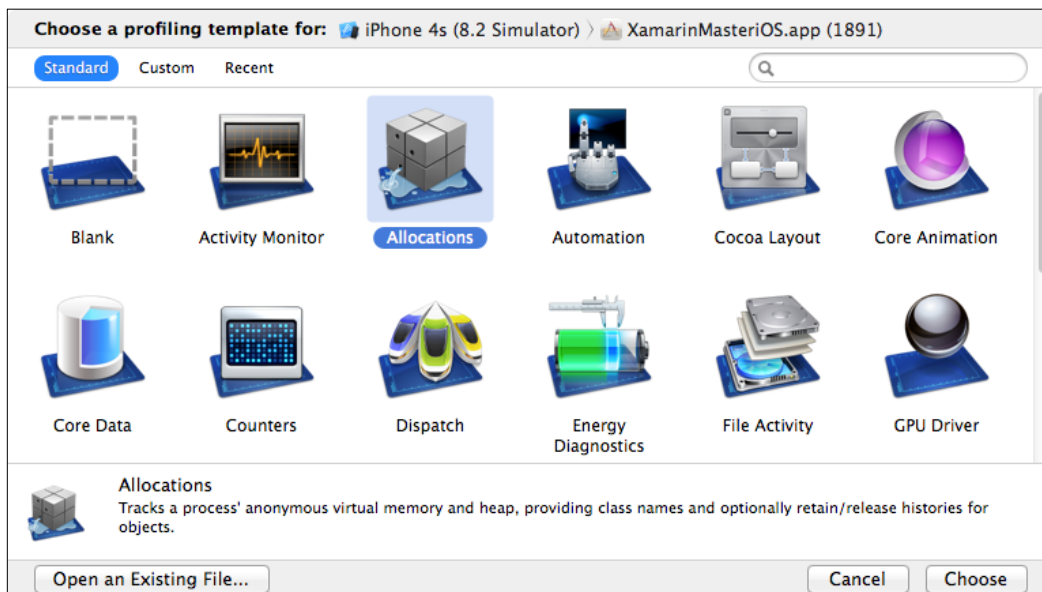 Choose a profiling template for: iPhone 4s (8.2 Simulator) 〉 XamarinMasteriOS.app (1891)
Standard Custom Recent
Blank Activity Monitor Allocations Automation Cocoa Layout Core Animation
Core Data Counters Dispatch Energy Diagnostics File Activity GPU Driver
Allocations
Tracks a process' anonymous virtual memory and heap, providing class names and optionally retain/release histories for
objects.
Open an Existing File... Cancel Choose